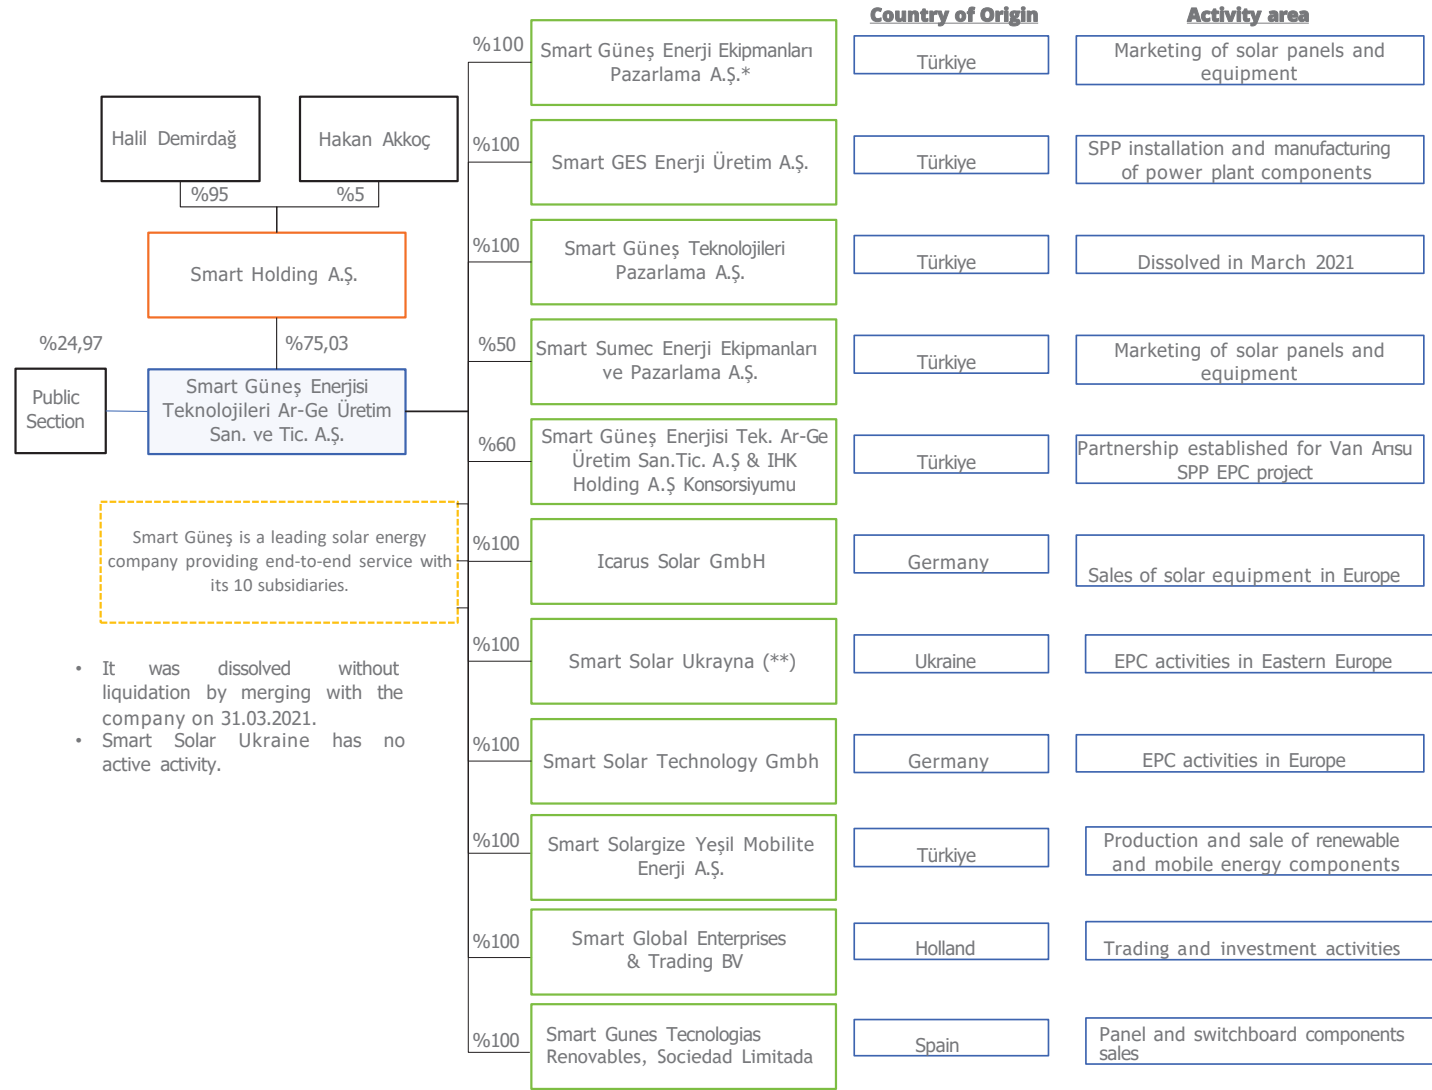 Country of Origin
Activity area
Halil Demirdağ
Hakan Akkoç
%95
%5
Smart Holding A.Ş.
%24,97
%75,03
Public
Section
Smart Güneş Enerjisi
Teknolojileri Ar-Ge Üretim
San. ve Tic. A.Ş.
Smart Güneş is a leading solar energy
company providing end-to-end service with
its 10 subsidiaries.
• It was dissolved without
liquidation by merging with the
company on 31.03.2021.
• Smart Solar Ukraine has no
active activity.
%100
Smart Güneş Enerji Ekipmanları
Pazarlama A.Ş.*
Türkiye
Marketing of solar panels and
equipment
%100
Smart GES Enerji Üretim A.Ş.
Türkiye
SPP installation and manufacturing
of power plant components
%100
Smart Güneş Teknolojileri
Pazarlama A.Ş.
Türkiye
Dissolved in March 2021
%50
Smart Sumec Enerji Ekipmanları
ve Pazarlama A.Ş.
Türkiye
Marketing of solar panels and
equipment
%60
Smart Güneş Enerjisi Tek. Ar-Ge
Üretim San.Tic. A.Ş & IHK
Holding A.Ş Konsorsiyumu
Türkiye
Partnership established for Van Arısu
SPP EPC project
%100
Icarus Solar GmbH
Germany
Sales of solar equipment in Europe
%100
Smart Solar Ukrayna (**)
Ukraine
EPC activities in Eastern Europe
%100
Smart Solar Technology Gmbh
Germany
EPC activities in Europe
%100
Smart Solargize Yeşil Mobilite
Enerji A.Ş.
Türkiye
Production and sale of renewable
and mobile energy components
%100
Smart Global Enterprises
& Trading BV
Holland
Trading and investment activities
%100
Smart Gunes Tecnologias
Renovables, Sociedad Limitada
Spain
Panel and switchboard components
sales